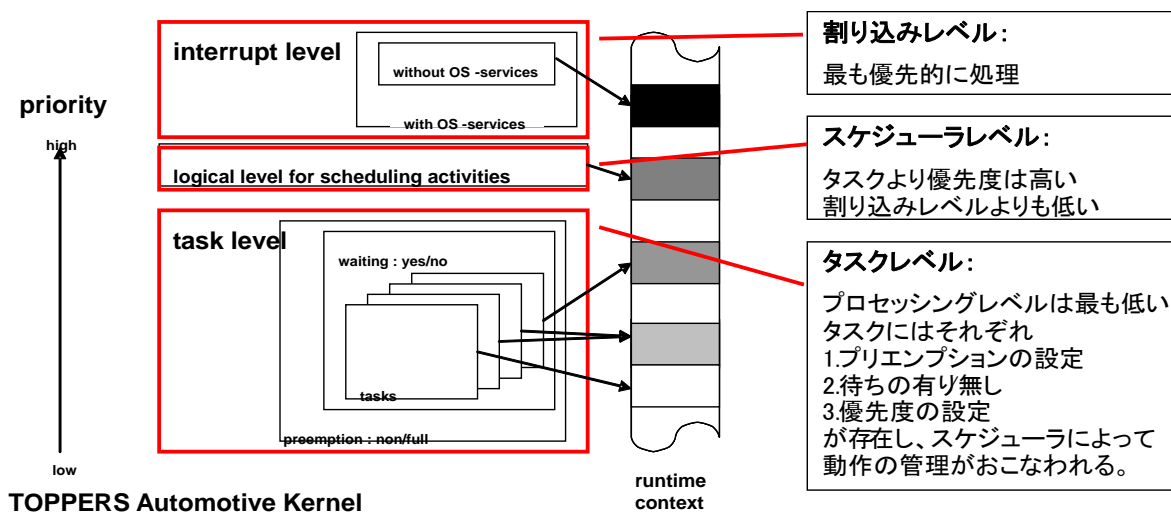 priority
high
low
interrupt level
without OS -services
with OS -services
logical level for scheduling activities
task level
waiting : yes/no
tasks
preemption : non/full
runtime
context
割り込みレベル：
最も優先的に処理
スケジューラレベル：
タスクより優先度は高い
割り込みレベルよりも低い
タスクレベル：
プロセッシングレベルは最も低い
タスクにはそれぞれ
1.プリエンプションの設定
2.待ちの有り無し
3.優先度の設定
が存在し、スケジューラによって
動作の管理がおこなわれる。
TOPPERS Automotive Kernel